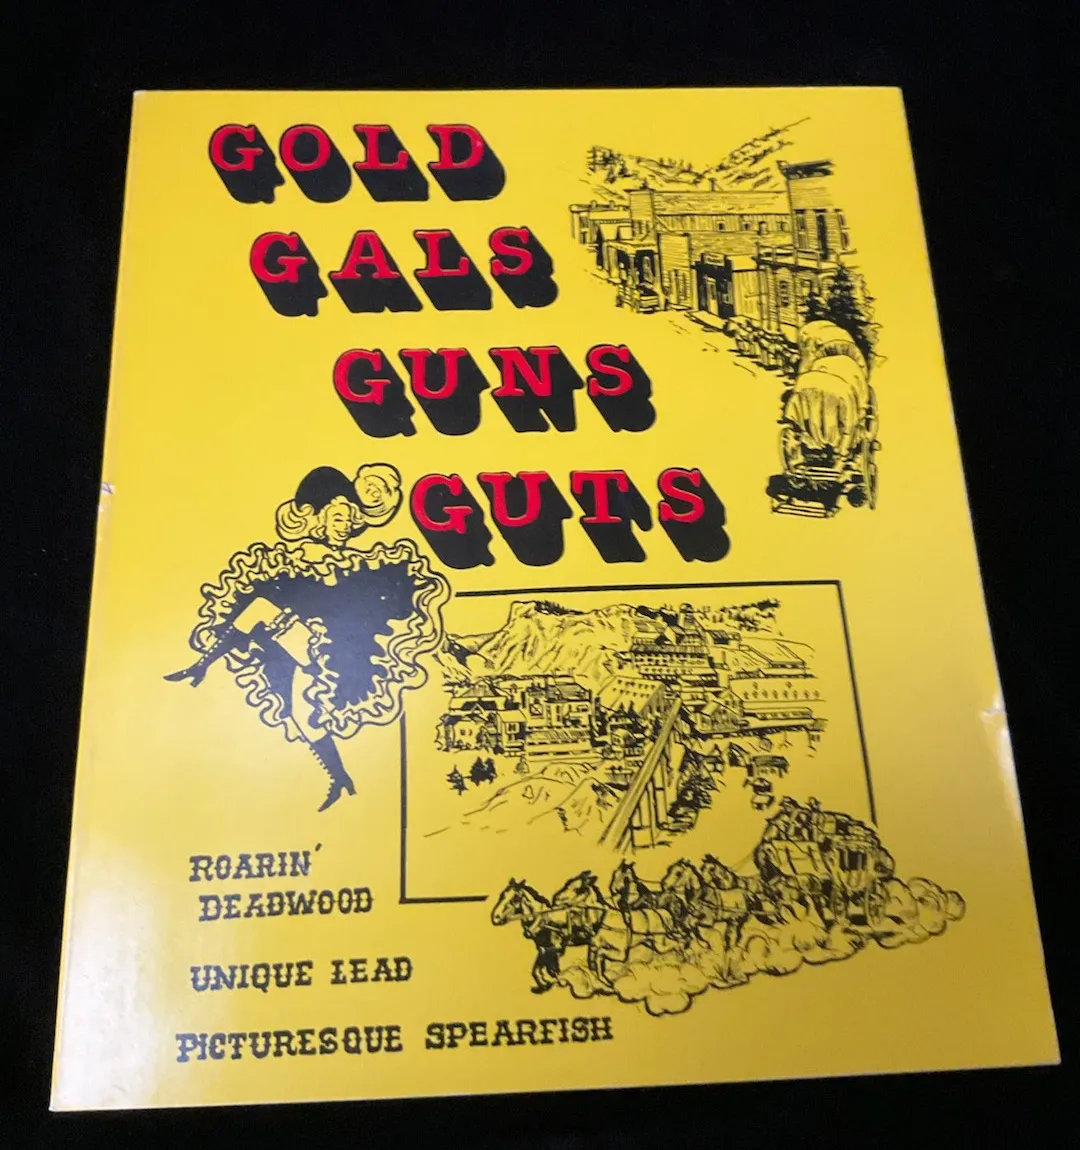 GOLD
GALS
GUNS
GUTS
ROARIN'
DEADWOOD
UNIQUE LEAD
PICTURESQUE SPEARFISH